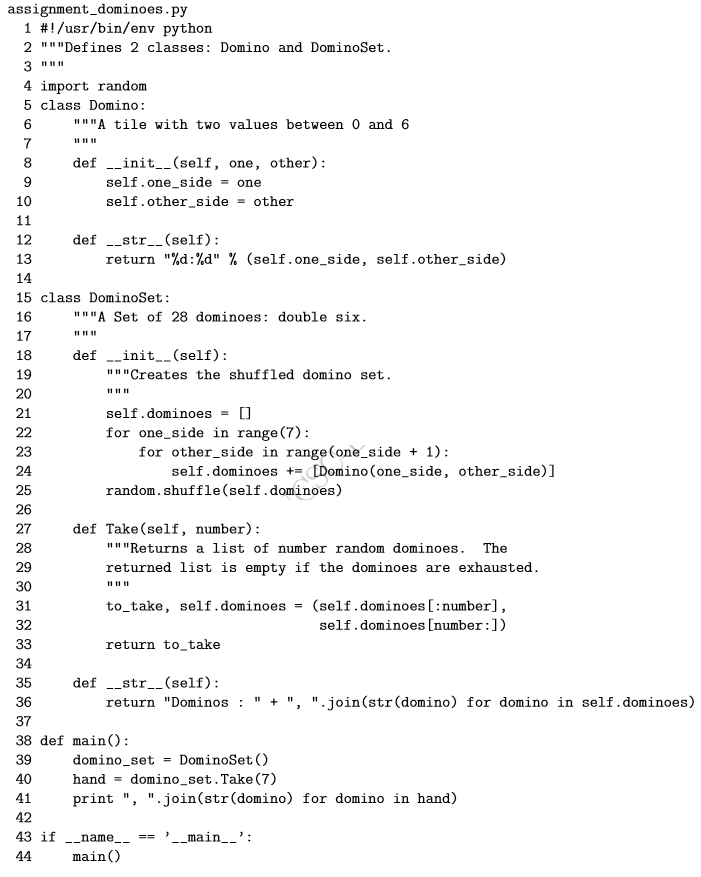 assignment_dominoes.py
1 #!/usr/bin/env python
2 """Defines 2 classes: Domino and DominoSet.
3 """
4 import random
5 class Domino:
6     """A tile with two values between 0 and 6
7     """
8     def __init__(self, one, other):
9         self.one_side = one
10         self.other_side = other
11
12     def __str__(self):
13         return "%d:%d" % (self.one_side, self.other_side)
14
15 class DominoSet:
16     """A Set of 28 dominoes: double six.
17     """
18     def __init__(self):
19         """Creates the shuffled domino set.
20         """
21         self.dominoes = []
22         for one_side in range(7):
23             for other_side in range(one_side + 1):
24                 self.dominoes += [Domino(one_side, other_side)]
25         random.shuffle(self.dominoes)
26
27     def Take(self, number):
28         """Returns a list of number random dominoes.  The
29         returned list is empty if the dominoes are exhausted.
30         """
31         to_take, self.dominoes = (self.dominoes[:number],
32                                   self.dominoes[number:])
33         return to_take
34
35     def __str__(self):
36         return "Dominos : " + ", ".join(str(domino) for domino in self.dominoes)
37
38 def main():
39     domino_set = DominoSet()
40     hand = domino_set.Take(7)
41     print ", ".join(str(domino) for domino in hand)
42
43 if __name__ == ’__main__’:
44     main()